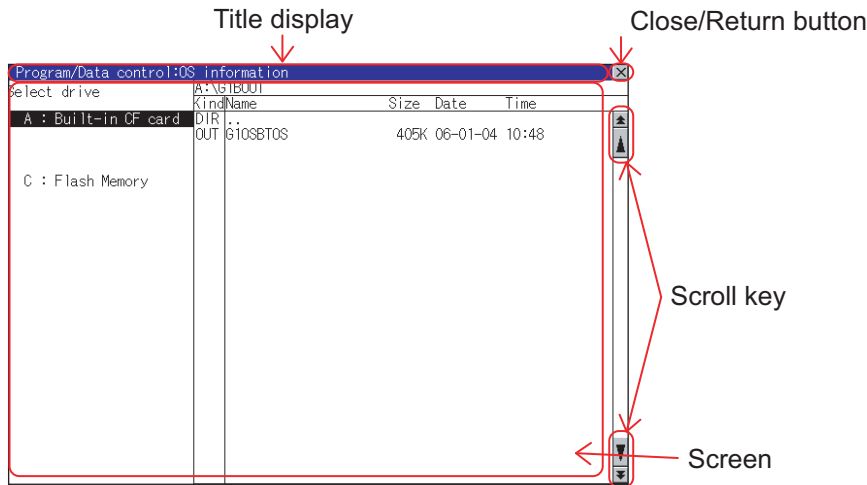 Title display
Close/Return button
Program/Data control:OS information
Select drive
A:\G1BOOT
Kind Name Size Date Time
A : Built-in CF card
DIR ..
OUT G1OSBTOS 405K 06-01-04 10:48
C : Flash Memory
Scroll key
Screen